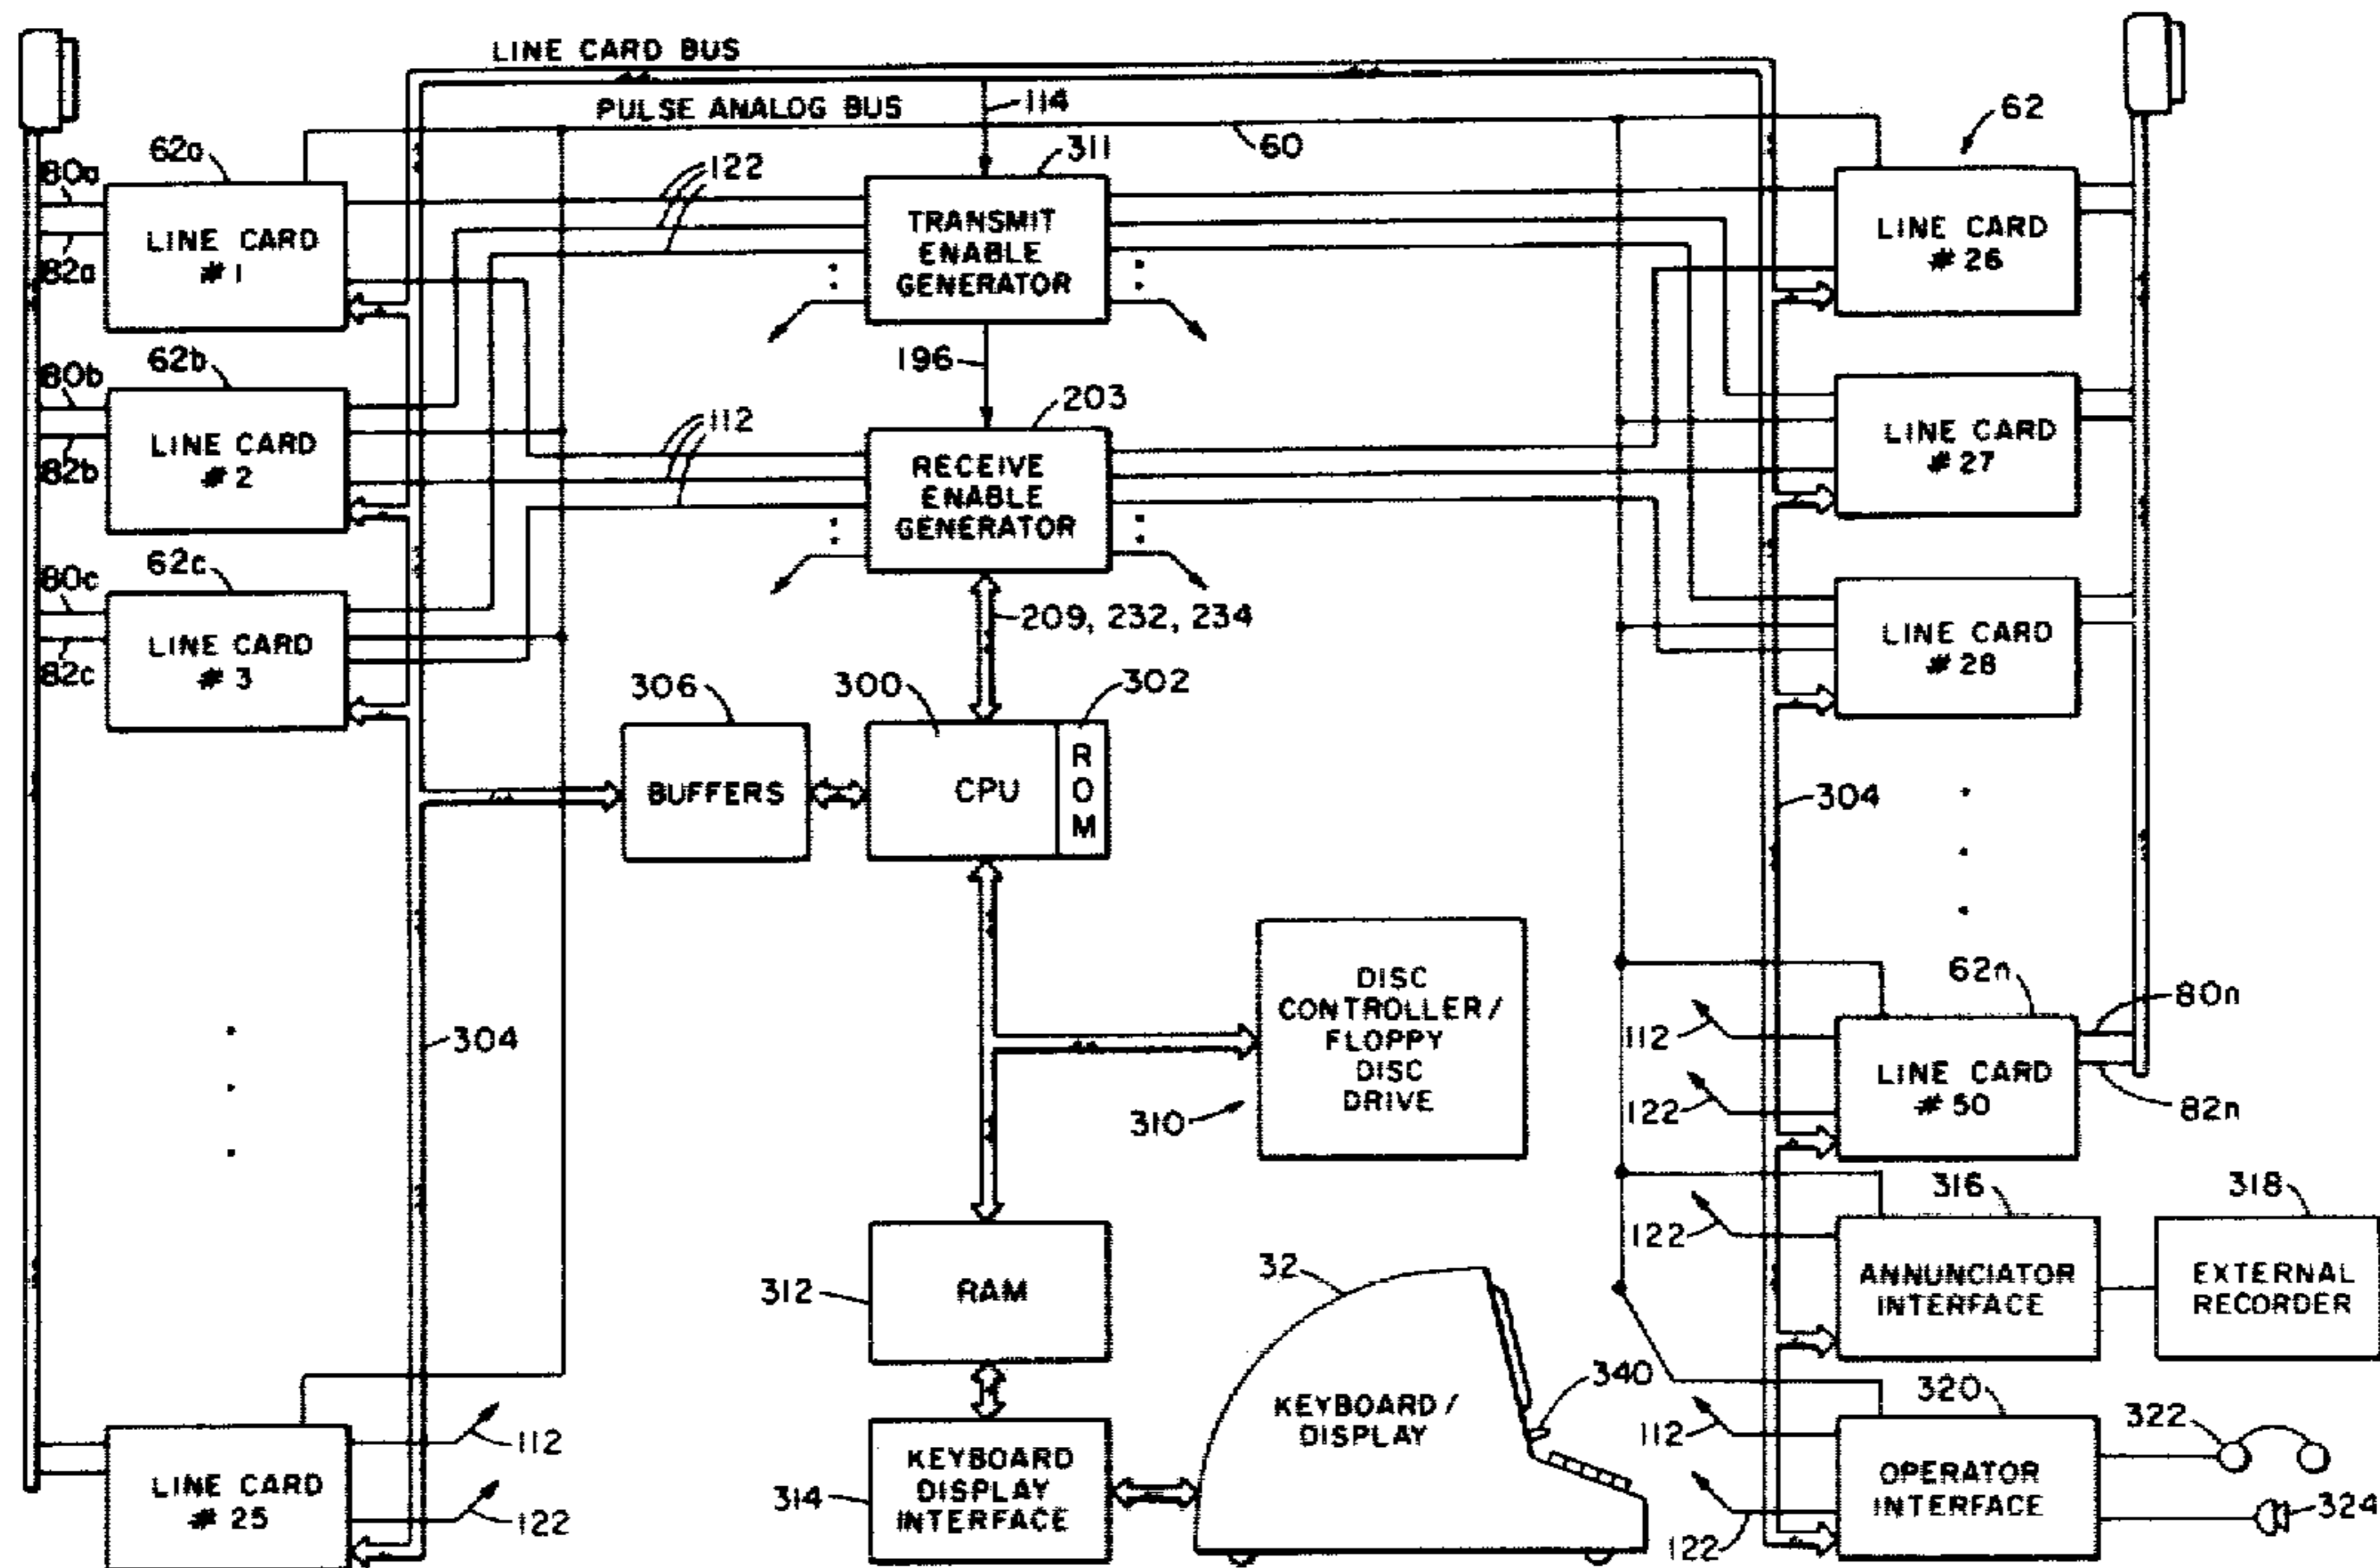 LINE CARD BUS
PULSE ANALOG BUS
114
60
62
62a
80a
82a
LINE CARD
# 1
122
311
TRANSMIT
ENABLE
GENERATOR
LINE CARD
# 26
196
62b
80b
82b
LINE CARD
# 2
112
203
RECEIVE
ENABLE
GENERATOR
LINE CARD
# 27
62c
80c
82c
LINE CARD
# 3
209, 232, 234
LINE CARD
# 28
306
BUFFERS
300
302
CPU
ROM
304
304
DISC
CONTROLLER /
FLOPPY
DISC
DRIVE
310
62n
80n
82n
112
122
LINE CARD
# 50
312
RAM
316
122
ANNUNCIATOR
INTERFACE
318
EXTERNAL
RECORDER
32
340
KEYBOARD /
DISPLAY
314
KEYBOARD
DISPLAY
INTERFACE
320
112
122
OPERATOR
INTERFACE
322
324
LINE CARD
# 25
112
122